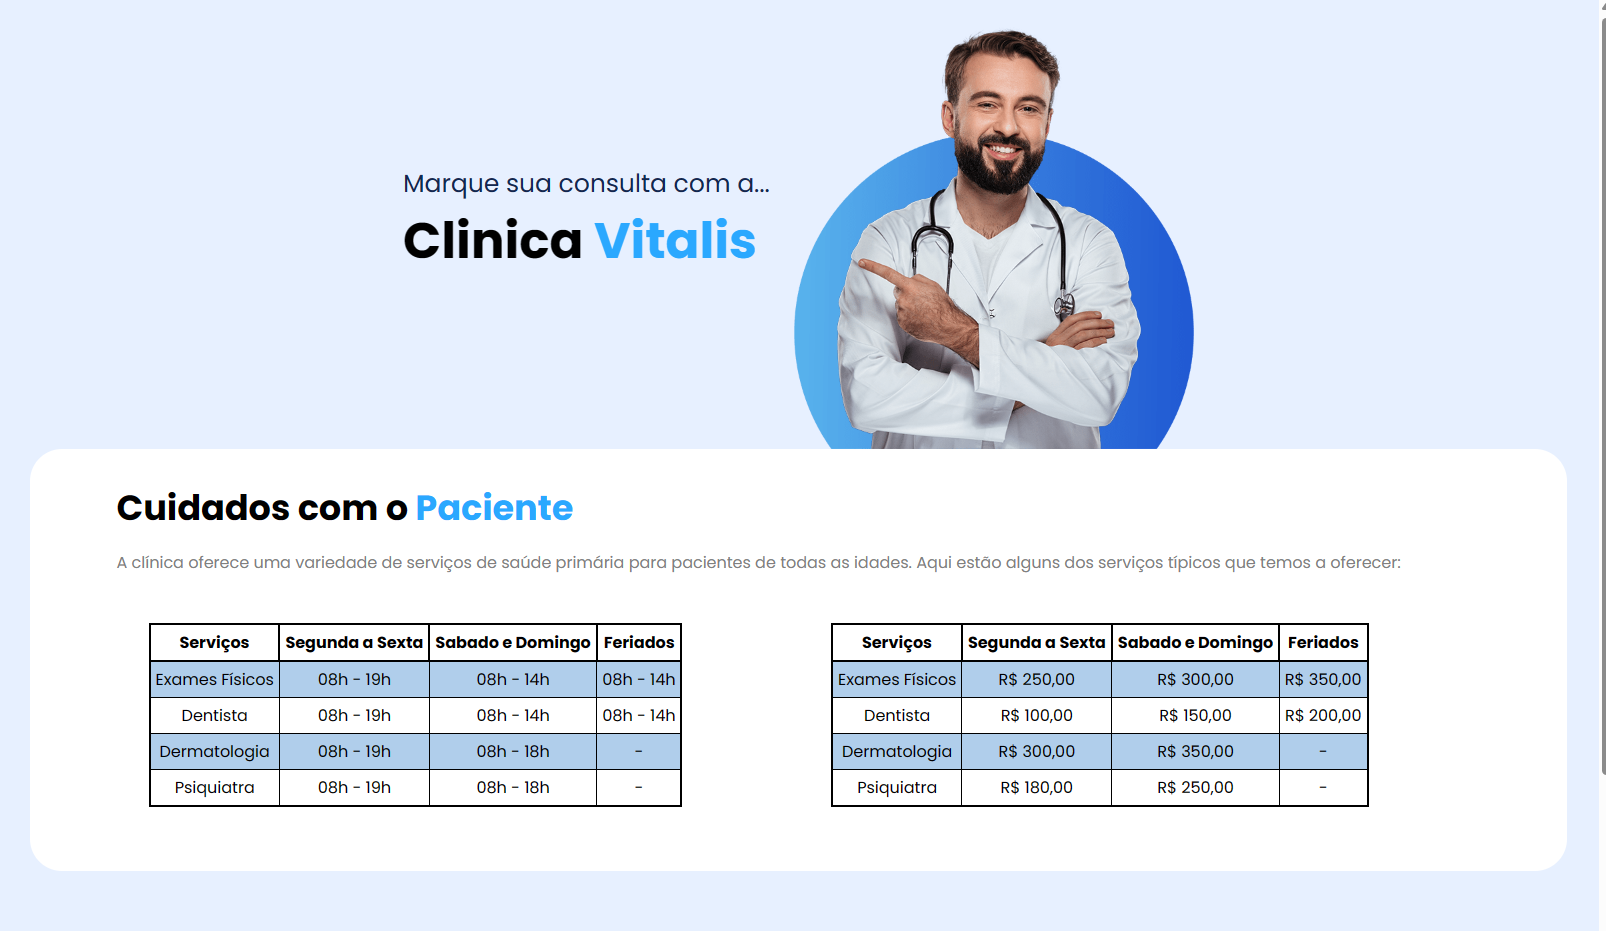 Marque sua consulta com a...
Clinica Vitalis
Cuidados com o Paciente
A clínica oferece uma variedade de serviços de saúde primária para pacientes de todas as idades. Aqui estão alguns dos serviços típicos que temos a oferecer:
Serviços Segunda a Sexta Sabado e Domingo Feriados
Exames Físicos 08h - 19h 08h - 14h 08h - 14h
Dentista 08h - 19h 08h - 14h 08h - 14h
Dermatologia 08h - 19h 08h - 18h -
Psiquiatra 08h - 19h 08h - 18h -
Serviços Segunda a Sexta Sabado e Domingo Feriados
Exames Físicos R$ 250,00 R$ 300,00 R$ 350,00
Dentista R$ 100,00 R$ 150,00 R$ 200,00
Dermatologia R$ 300,00 R$ 350,00 -
Psiquiatra R$ 180,00 R$ 250,00 -